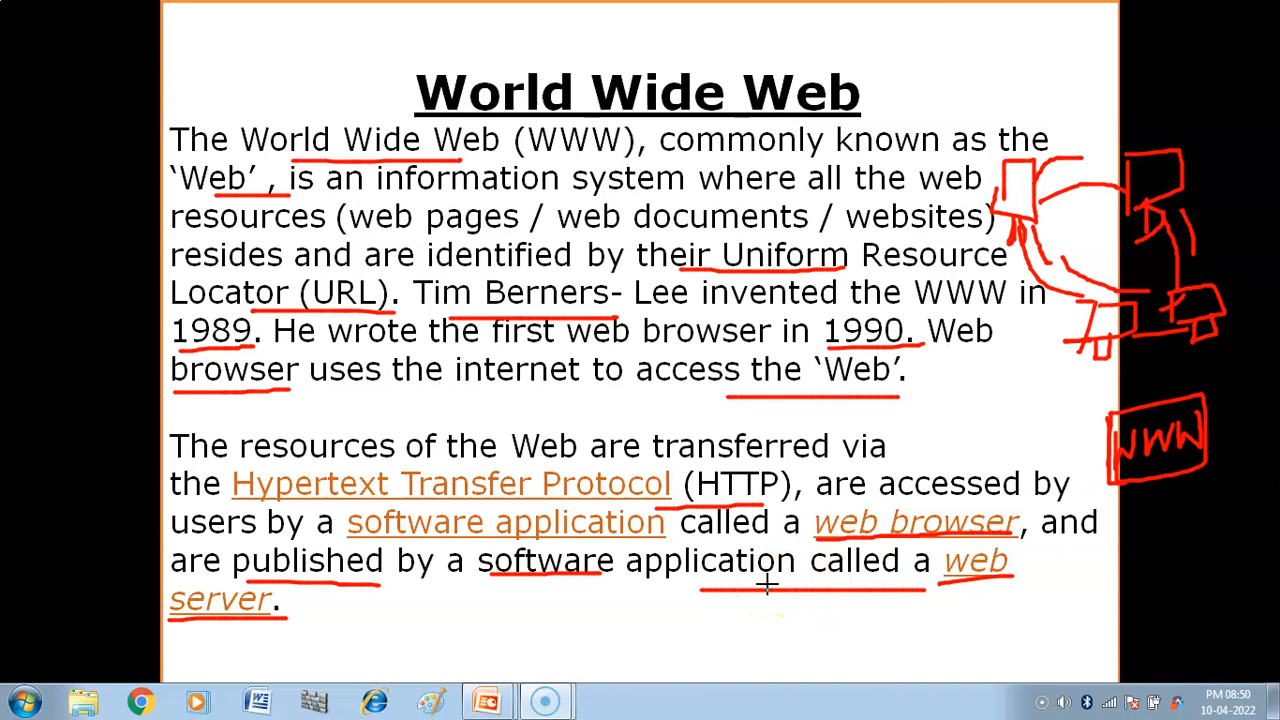 World Wide Web
The World Wide Web (WWW), commonly known as the
‘Web’ , is an information system where all the web
resources (web pages / web documents / websites)
resides and are identified by their Uniform Resource
Locator (URL). Tim Berners- Lee invented the WWW in
1989. He wrote the first web browser in 1990. Web
browser uses the internet to access the ‘Web’.
WWW
The resources of the Web are transferred via
the Hypertext Transfer Protocol (HTTP), are accessed by
users by a software application called a web browser, and
are published by a software application called a web
server.
PM 08:50
10-04-2022